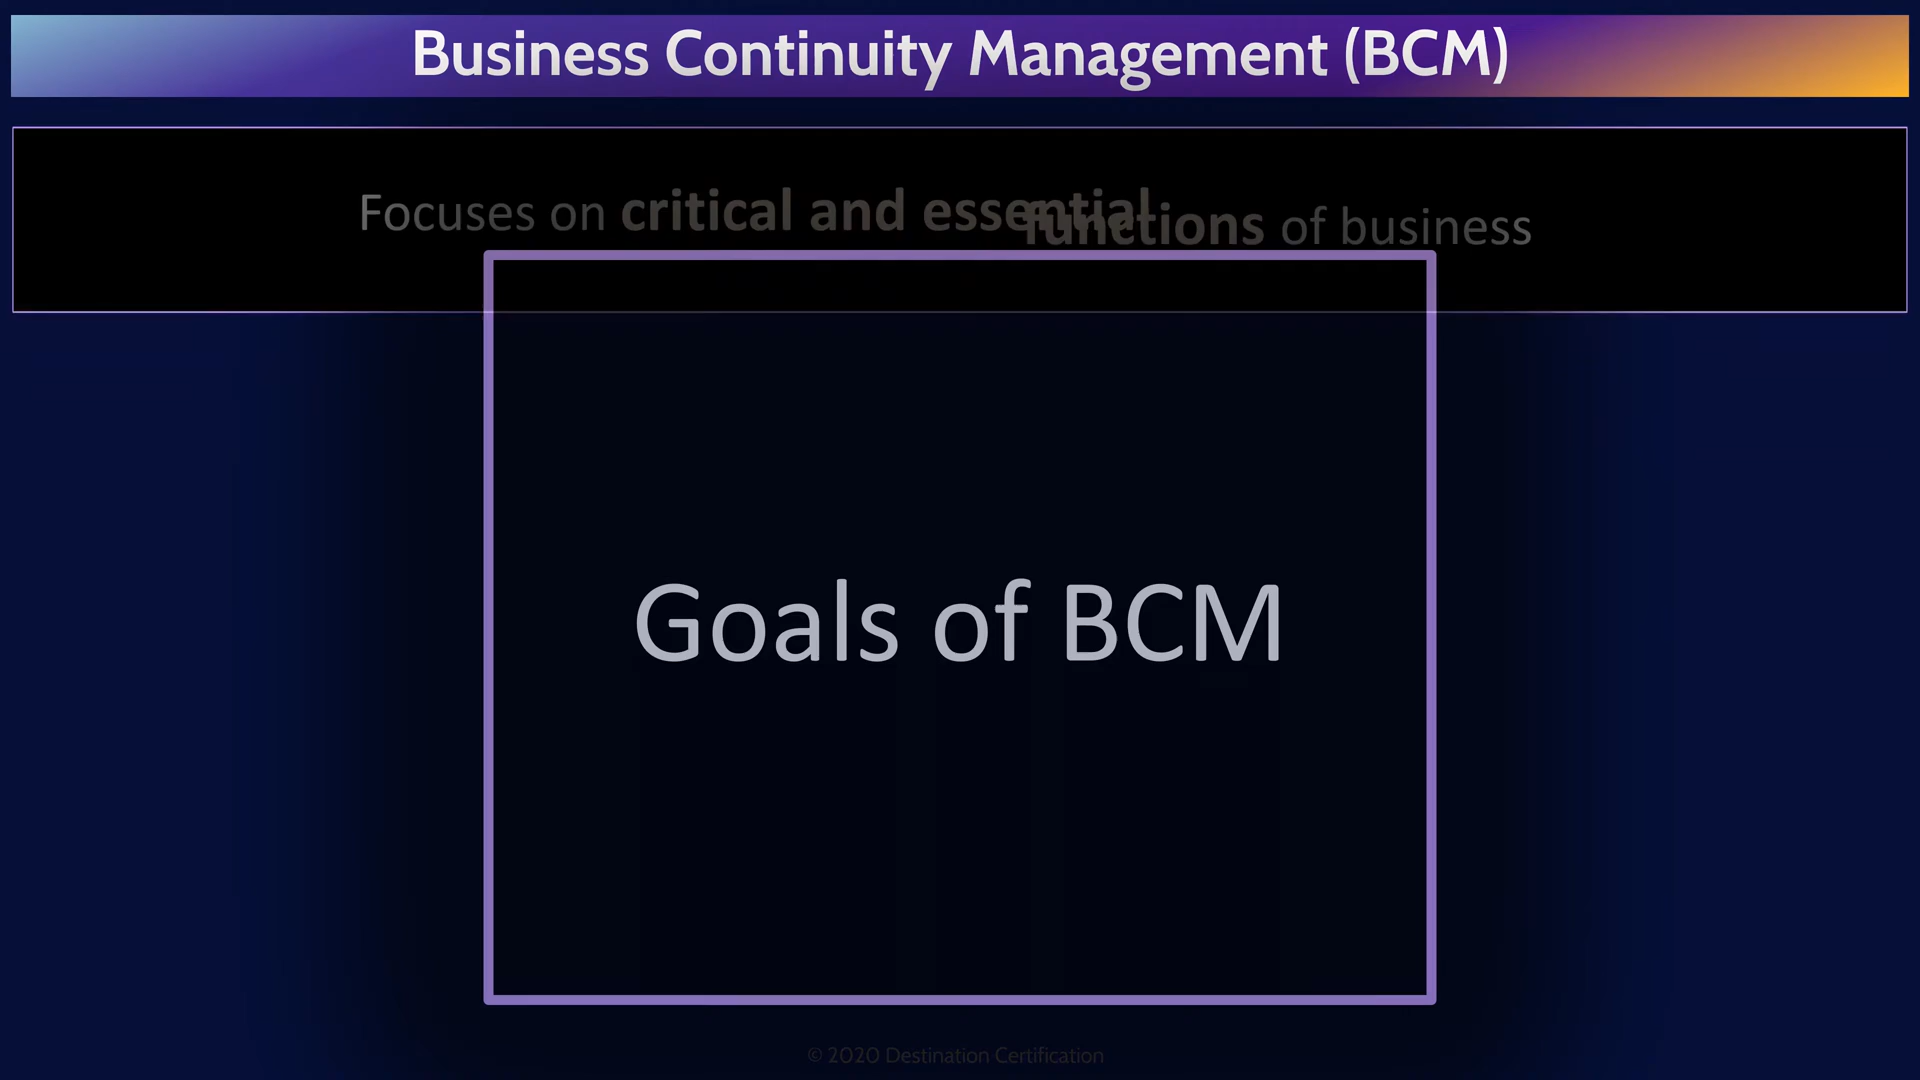 Business Continuity Management (BCM)
Focuses on critical and essential functions of business
Goals of BCM
© 2020 Destination Certification